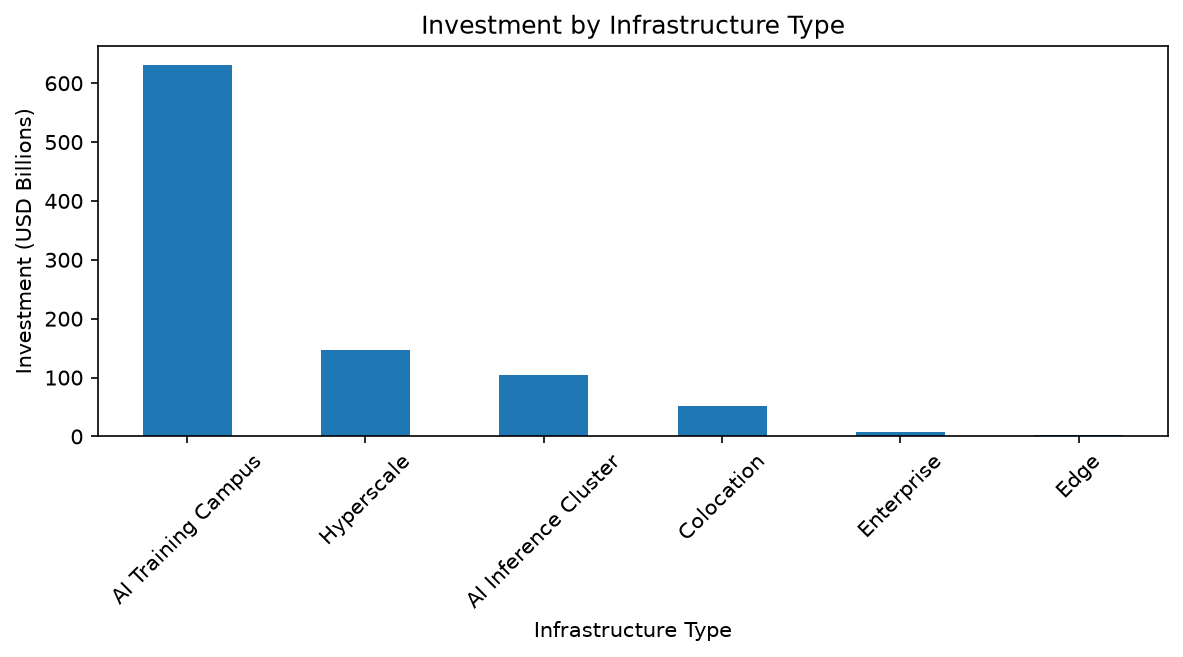 Investment by Infrastructure Type
Investment (USD Billions)
600
500
400
300
200
100
0
AI Training Campus
Hyperscale
AI Inference Cluster
Colocation
Enterprise
Edge
Infrastructure Type